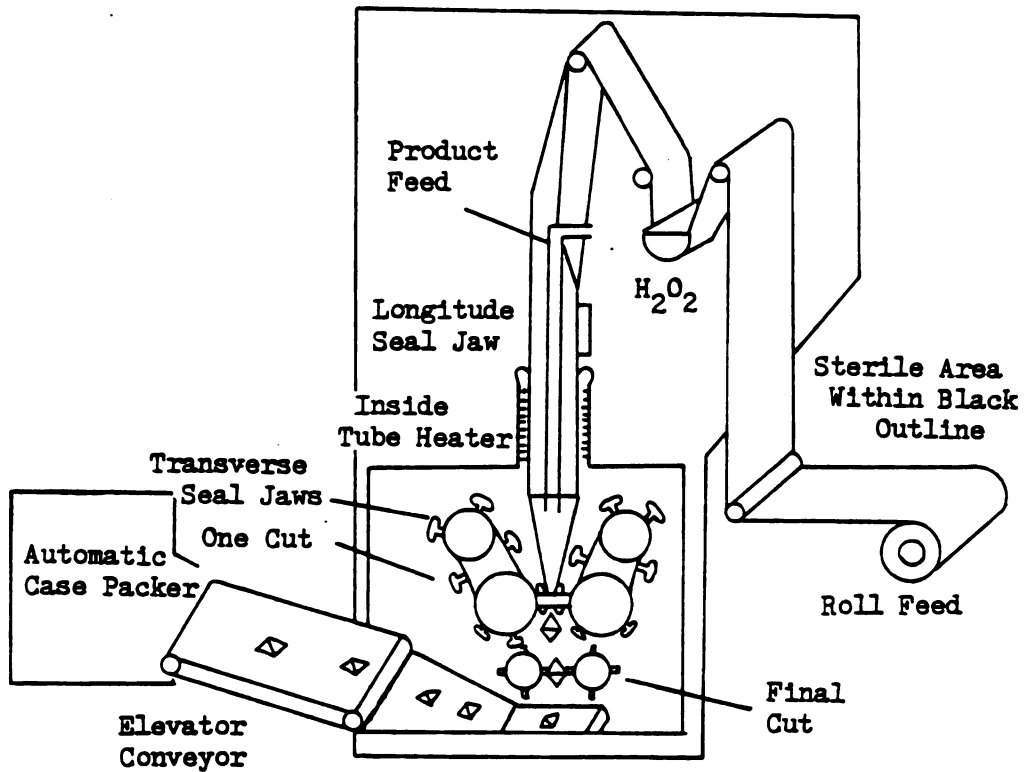 Product
Feed
H₂O₂
Longitude
Seal Jaw
Sterile Area
Within Black
Outline
Inside
Tube Heater
Transverse
Seal Jaws
One Cut
Automatic
Case Packer
Roll Feed
Final
Cut
Elevator
Conveyor